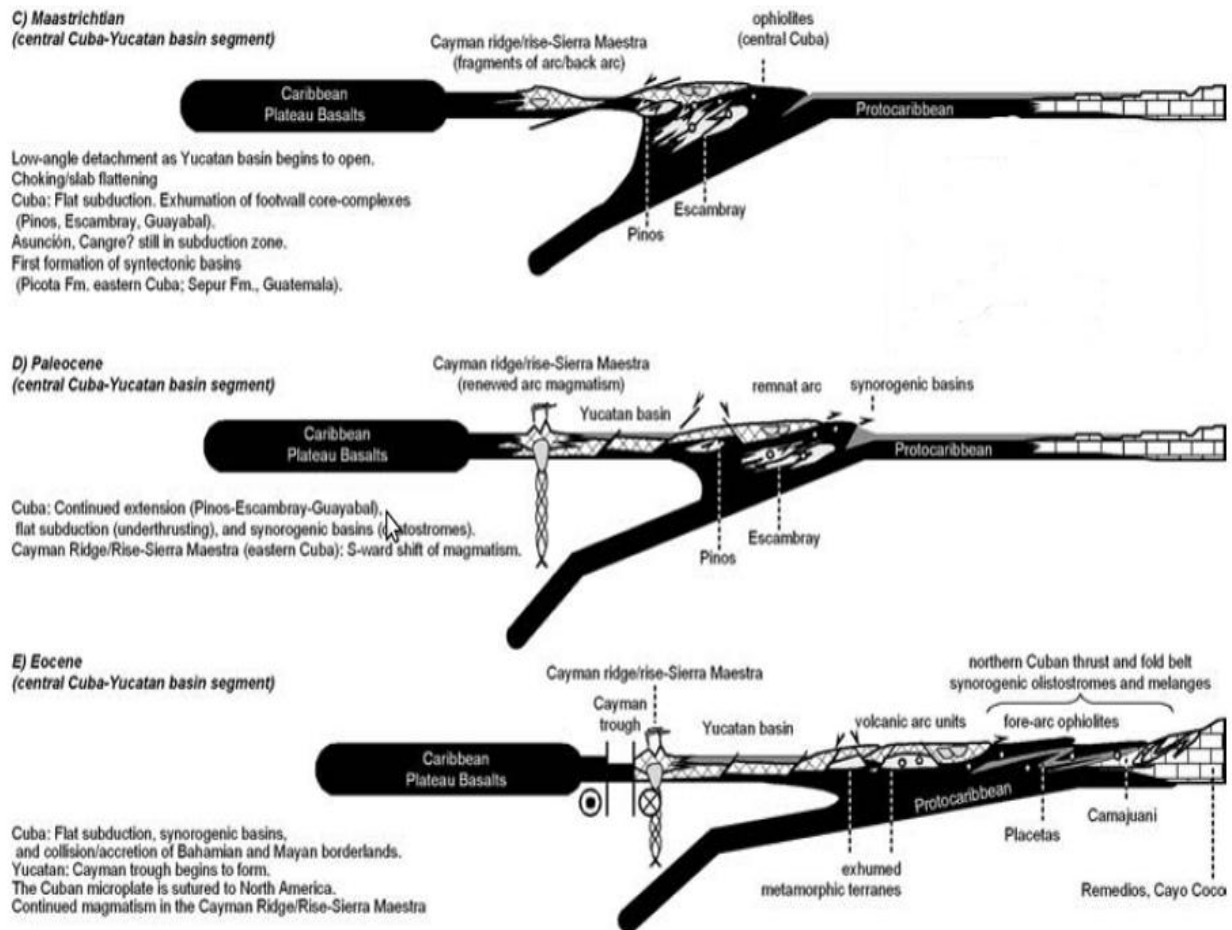 C) Maastrichtian
(central Cuba-Yucatan basin segment)
Cayman ridge/rise-Sierra Maestra
(fragments of arc/back arc)
ophiolites
(central Cuba)
Caribbean
Plateau Basalts
Protocaribbean
Low-angle detachment as Yucatan basin begins to open.
Choking/slab flattening
Cuba: Flat subduction. Exhumation of footwall core-complexes
(Pinos, Escambray, Guayabal).
Asunción, Cangre? still in subduction zone.
First formation of syntectonic basins
(Picota Fm. eastern Cuba; Sepur Fm., Guatemala).
Escambray
Pinos
D) Paleocene
(central Cuba-Yucatan basin segment)
Cayman ridge/rise-Sierra Maestra
(renewed arc magmatism)
Yucatan basin
remnat arc
synorogenic basins
Caribbean
Plateau Basalts
Protocaribbean
Cuba: Continued extension (Pinos-Escambray-Guayabal),
flat subduction (underthrusting), and synorogenic basins (tostromes).
Cayman Ridge/Rise-Sierra Maestra (eastern Cuba): S-ward shift of magmatism.
Escambray
Pinos
E) Eocene
(central Cuba-Yucatan basin segment)
Cayman ridge/rise-Sierra Maestra
Cayman
trough
Yucatan basin
volcanic arc units
northern Cuban thrust and fold belt
synorogenic olistostromes and melanges
fore-arc ophiolites
Caribbean
Plateau Basalts
Protocaribbean
Placetas
Camajuani
exhumed
metamorphic terranes
Remedios, Cayo Coco
Cuba: Flat subduction, synorogenic basins,
and collision/accretion of Bahamian and Mayan borderlands.
Yucatan: Cayman trough begins to form.
The Cuban microplate is sutured to North America.
Continued magmatism in the Cayman Ridge/Rise-Sierra Maestra